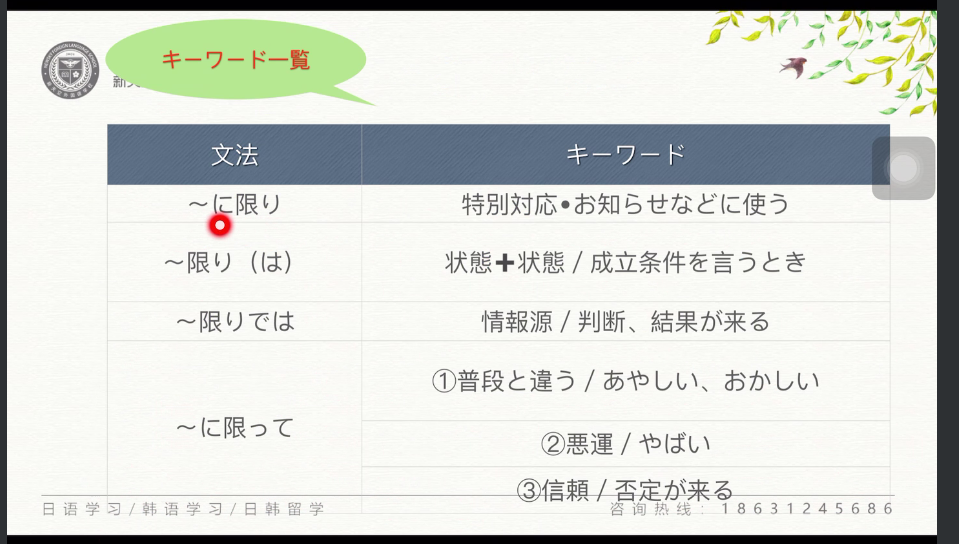 キーワード一覧
文法 キーワード
～に限り 特別対応•お知らせなどに使う
～限り（は） 状態＋状態 / 成立条件を言うとき
～限りでは 情報源 / 判断、結果が来る
～に限って ①普段と違う / あやしい、おかしい
②悪運 / やばい
③信頼 / 否定が来る
日语学习/韩语学习/日韩留学 咨询热线：18631245686